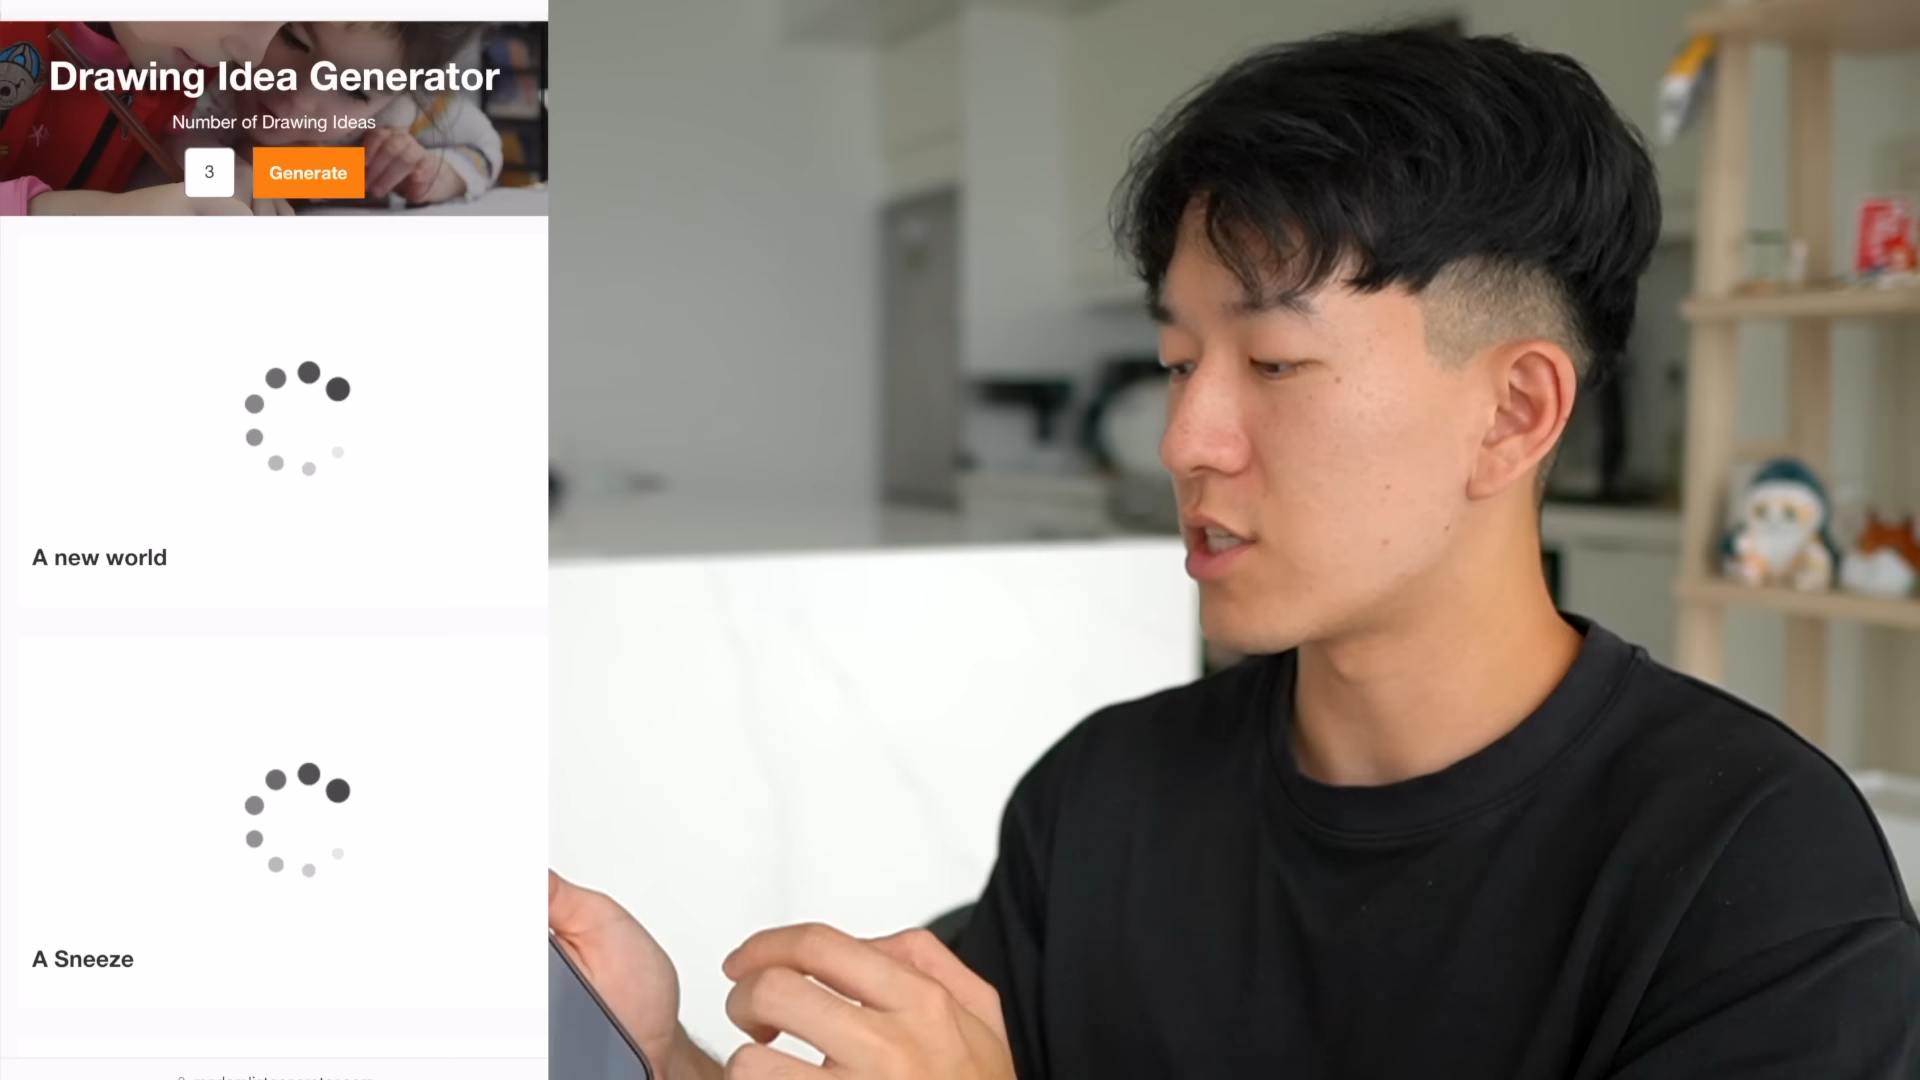 Drawing Idea Generator
Number of Drawing Ideas
3
Generate
A new world
A Sneeze